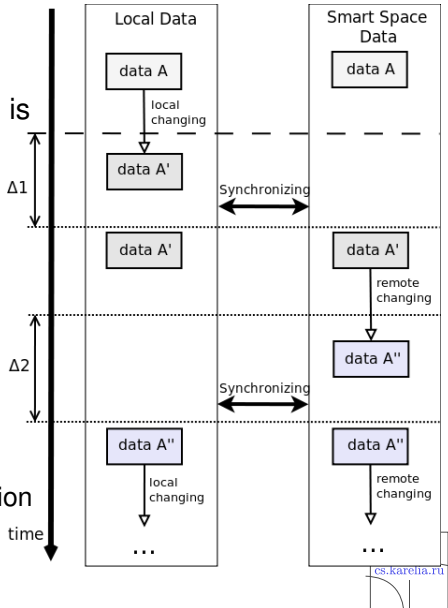 Local Data
Smart Space
Data
data A
data A
local
changing
is
data A'
Δ1
Synchronizing
data A'
data A'
remote
changing
data A''
Δ2
Synchronizing
data A''
data A''
local
changing
remote
changing
ion
time
...
...
cs.karelia.ru